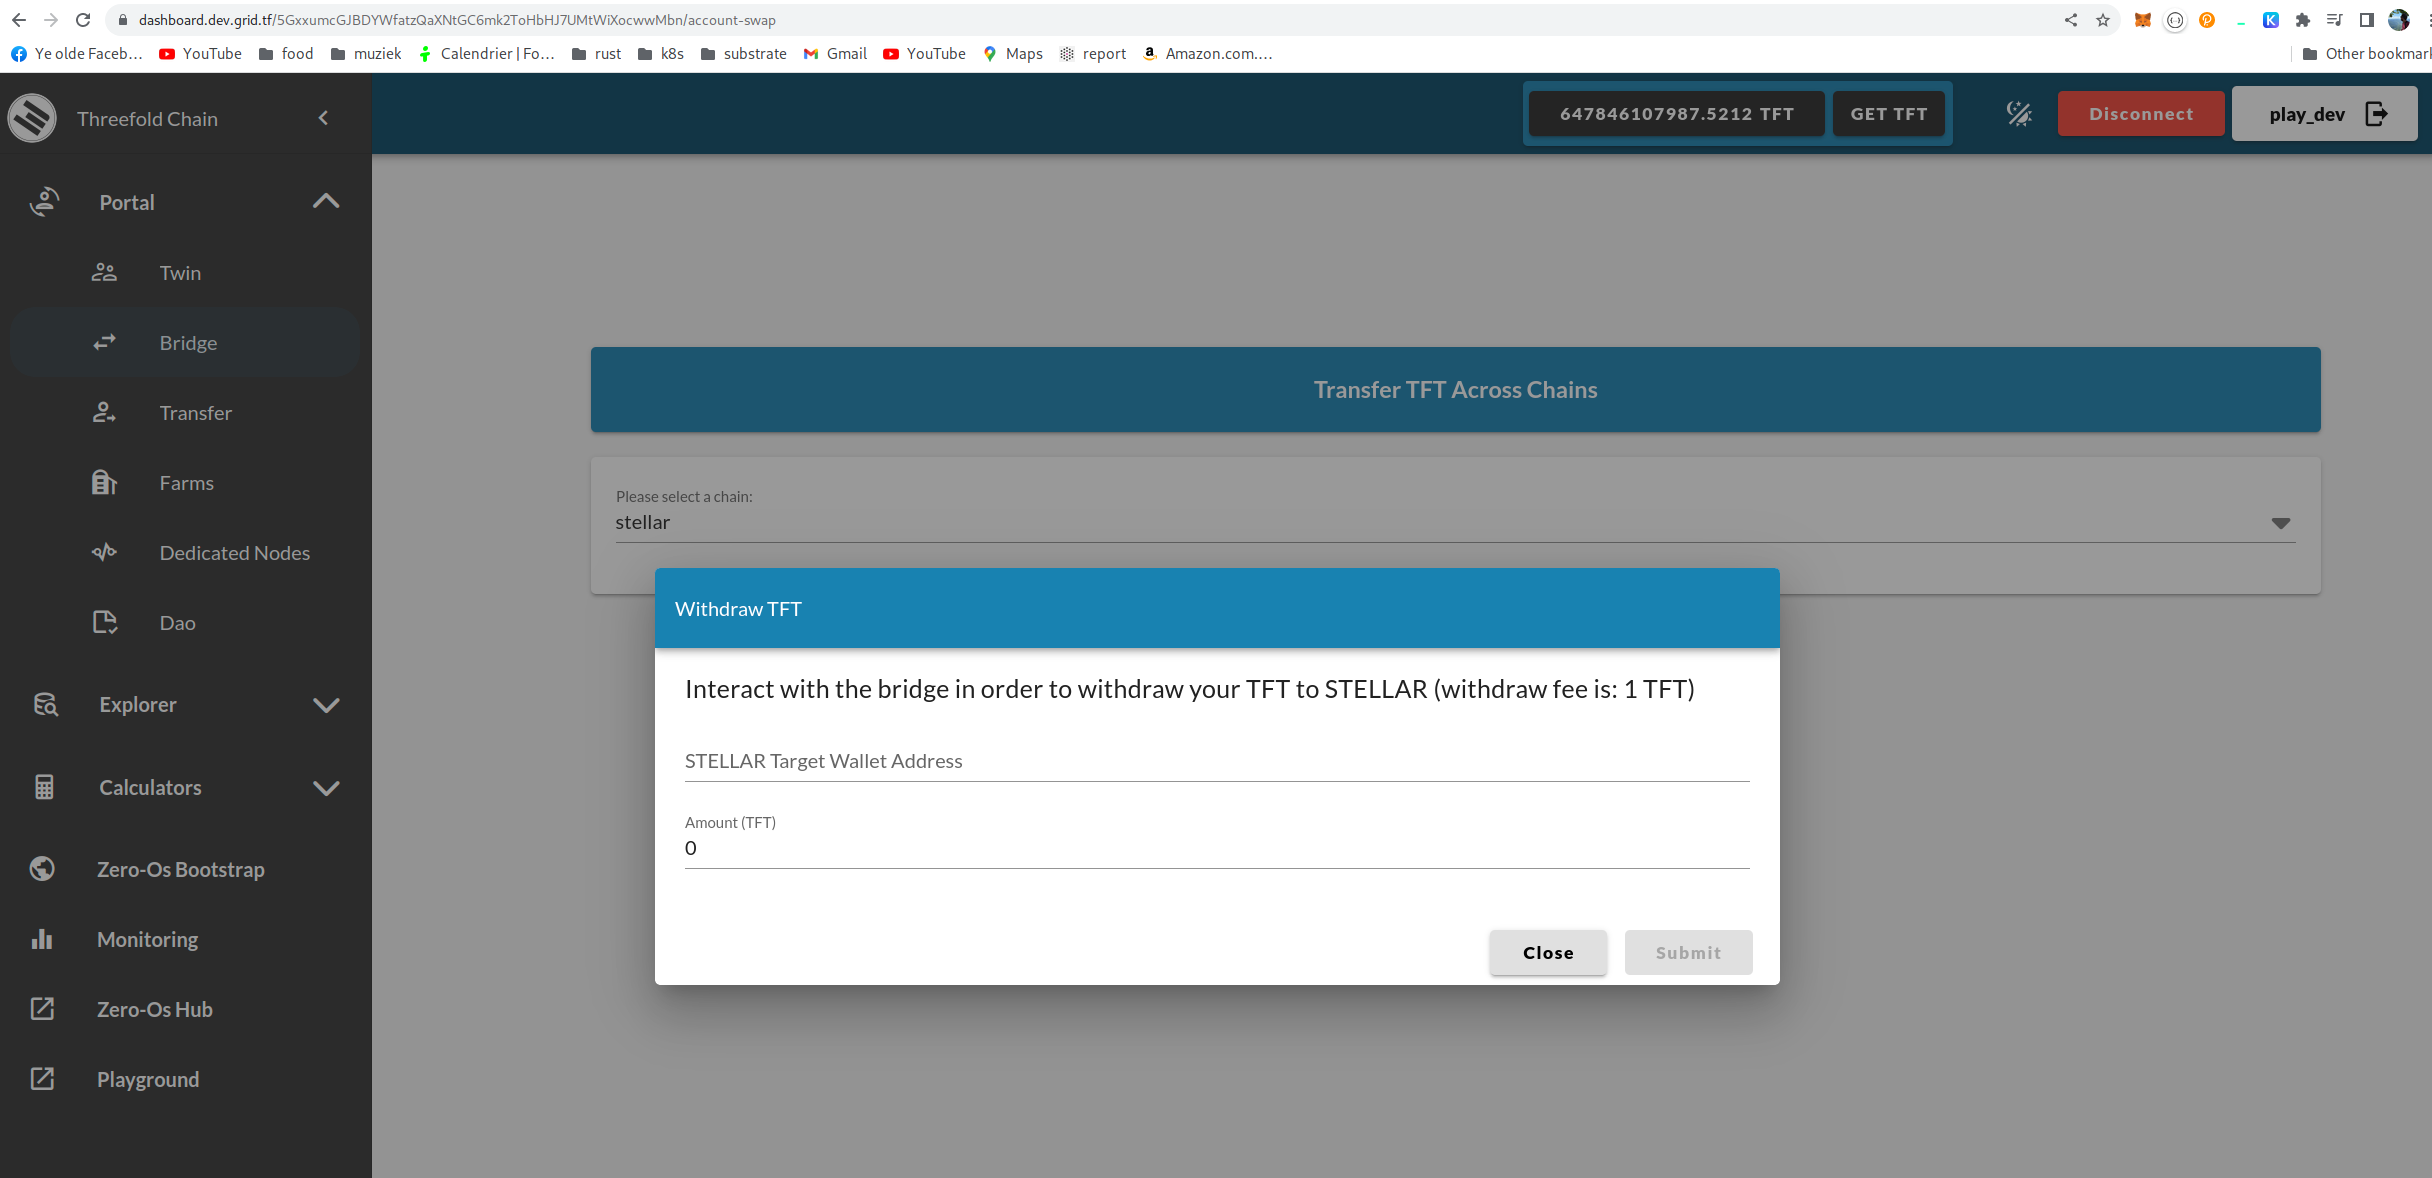 dashboard.dev.grid.tf/5GxxumcGJBDYWfatzQaXNtGC6mk2ToHbHJ7UMtWiXocwwMbn/account-swap
Ye olde Faceb... YouTube food muziek Calendrier | Fo... rust k8s substrate Gmail YouTube Maps report Amazon.com.... Other bookmark
Threefold Chain
647846107987.5212 TFT GET TFT Disconnect play_dev
Portal
Twin
Bridge
Transfer
Farms
Dedicated Nodes
Dao
Explorer
Calculators
Zero-Os Bootstrap
Monitoring
Zero-Os Hub
Playground
Transfer TFT Across Chains
Please select a chain:
stellar
Withdraw TFT
Interact with the bridge in order to withdraw your TFT to STELLAR (withdraw fee is: 1 TFT)
STELLAR Target Wallet Address
Amount (TFT)
0
Close Submit